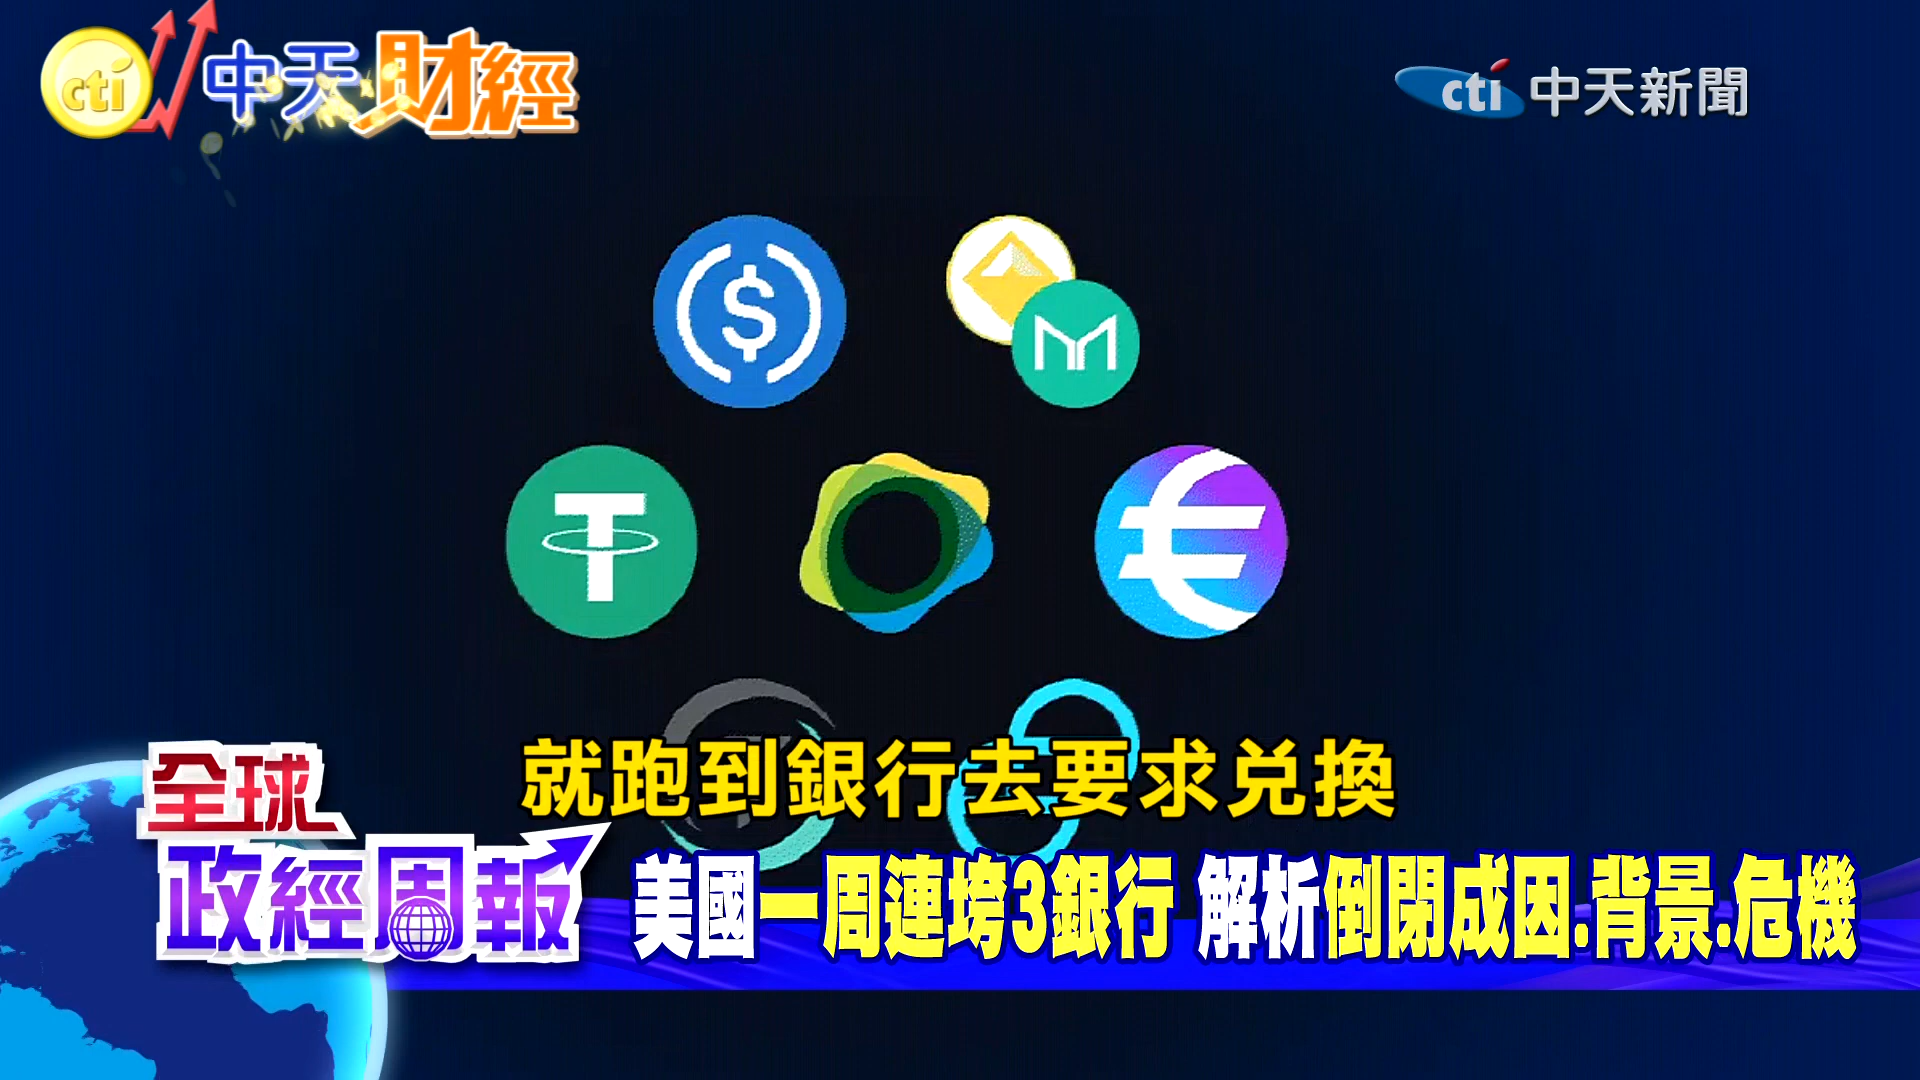 cti 中天財經
cti 中天新聞
就跑到銀行去要求兌換
全球
政經周報
美國一周連垮3銀行 解析倒閉成因.背景.危機